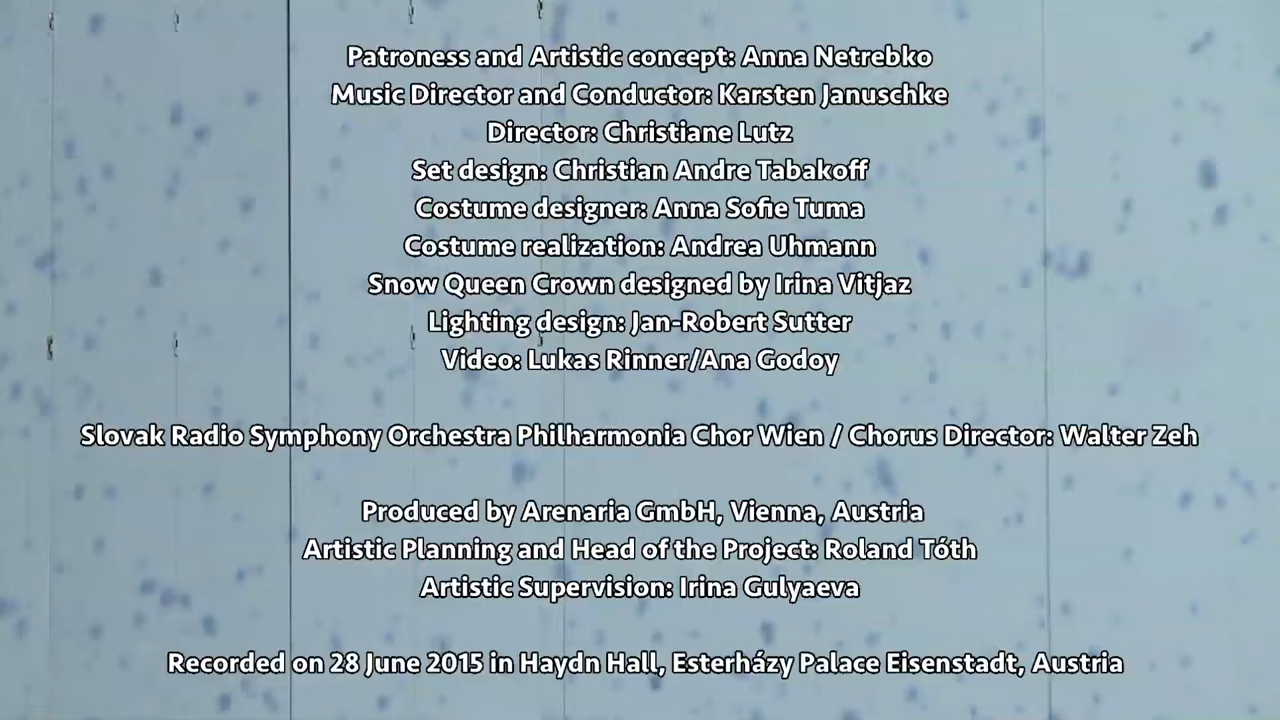 Patroness and Artistic concept: Anna Netrebko
Music Director and Conductor: Karsten Januschke
Director: Christiane Lutz
Set design: Christian Andre Tabakoff
Costume designer: Anna Sofie Tuma
Costume realization: Andrea Uhmann
Snow Queen Crown designed by Irina Vitjaz
Lighting design: Jan-Robert Sutter
Video: Lukas Rinner/Ana Godoy
Slovak Radio Symphony Orchestra Philharmonia Chor Wien / Chorus Director: Walter Zeh
Produced by Arenaria GmbH, Vienna, Austria
Artistic Planning and Head of the Project: Roland Tóth
Artistic Supervision: Irina Gulyaeva
Recorded on 28 June 2015 in Haydn Hall, Esterházy Palace Eisenstadt, Austria